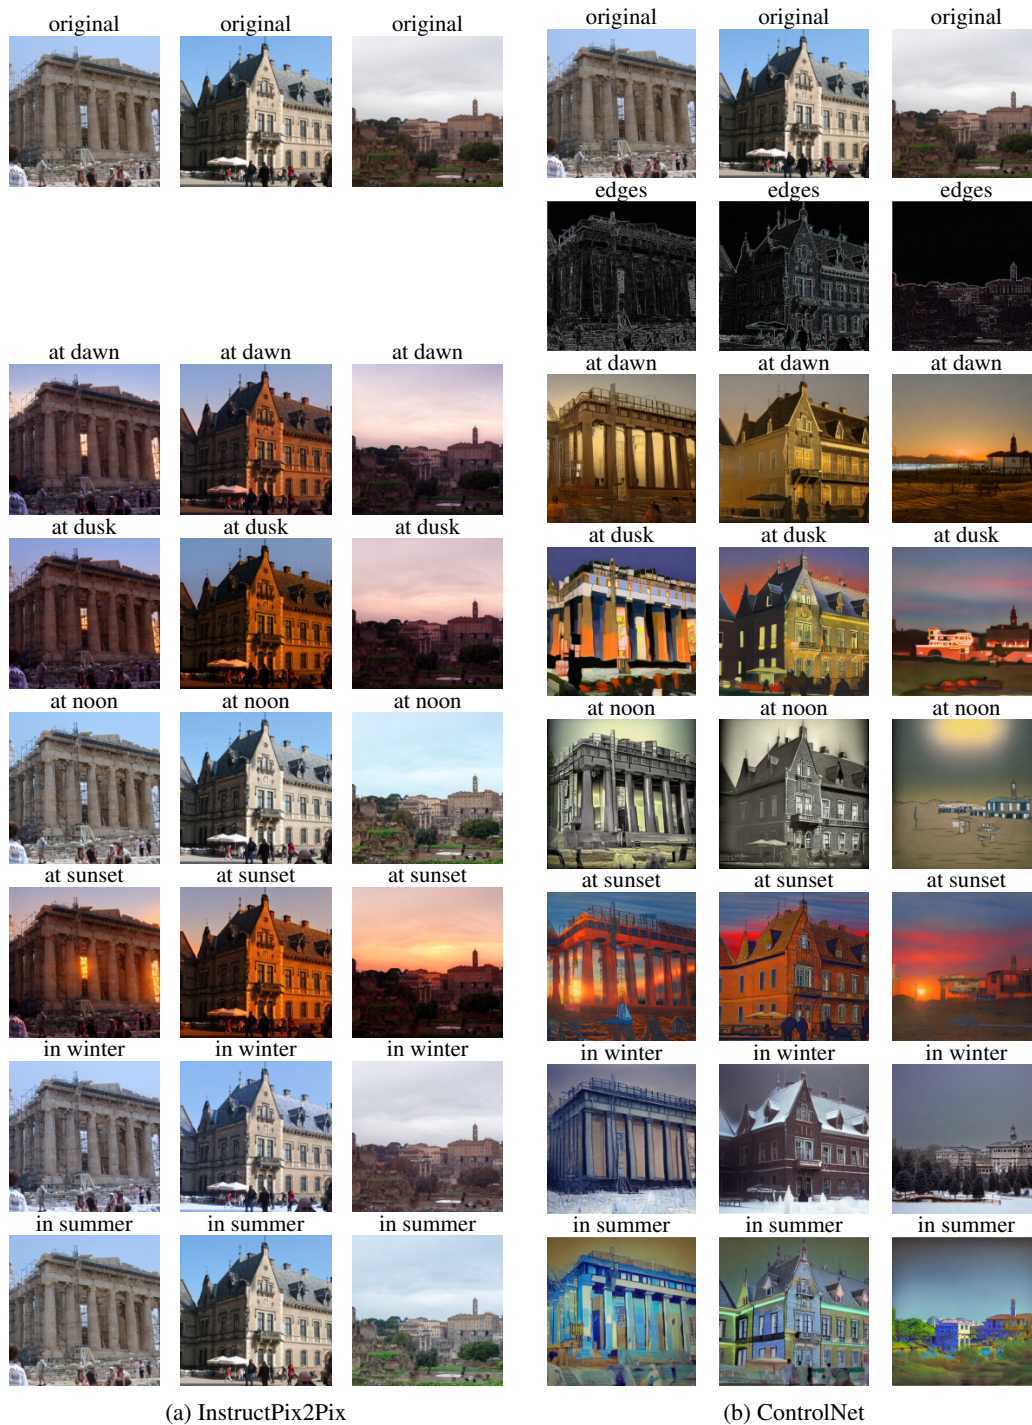 original original original original original original
edges edges edges
at dawn at dawn at dawn at dawn at dawn at dawn
at dusk at dusk at dusk at dusk at dusk at dusk
at noon at noon at noon at noon at noon at noon
at sunset at sunset at sunset at sunset at sunset at sunset
in winter in winter in winter in winter in winter in winter
in summer in summer in summer in summer in summer in summer
(a) InstructPix2Pix (b) ControlNet